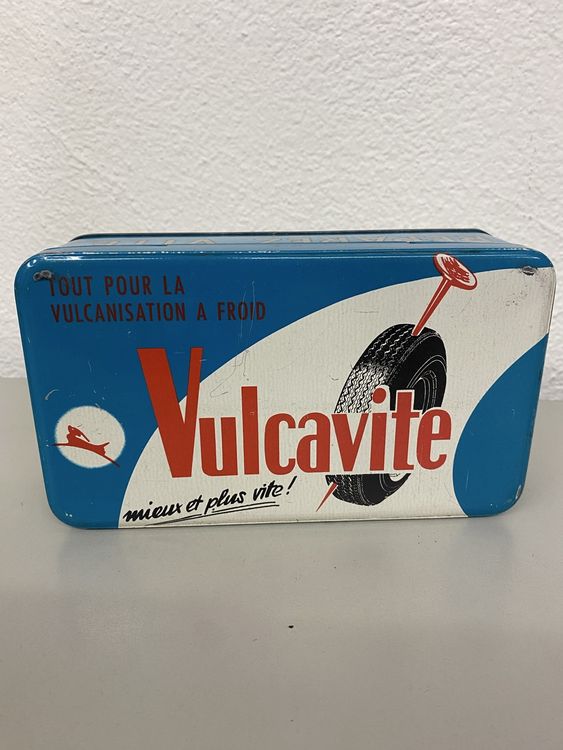 TOUT POUR LA
VULCANISATION A FROID
Vulcavite
mieux et plus vite!